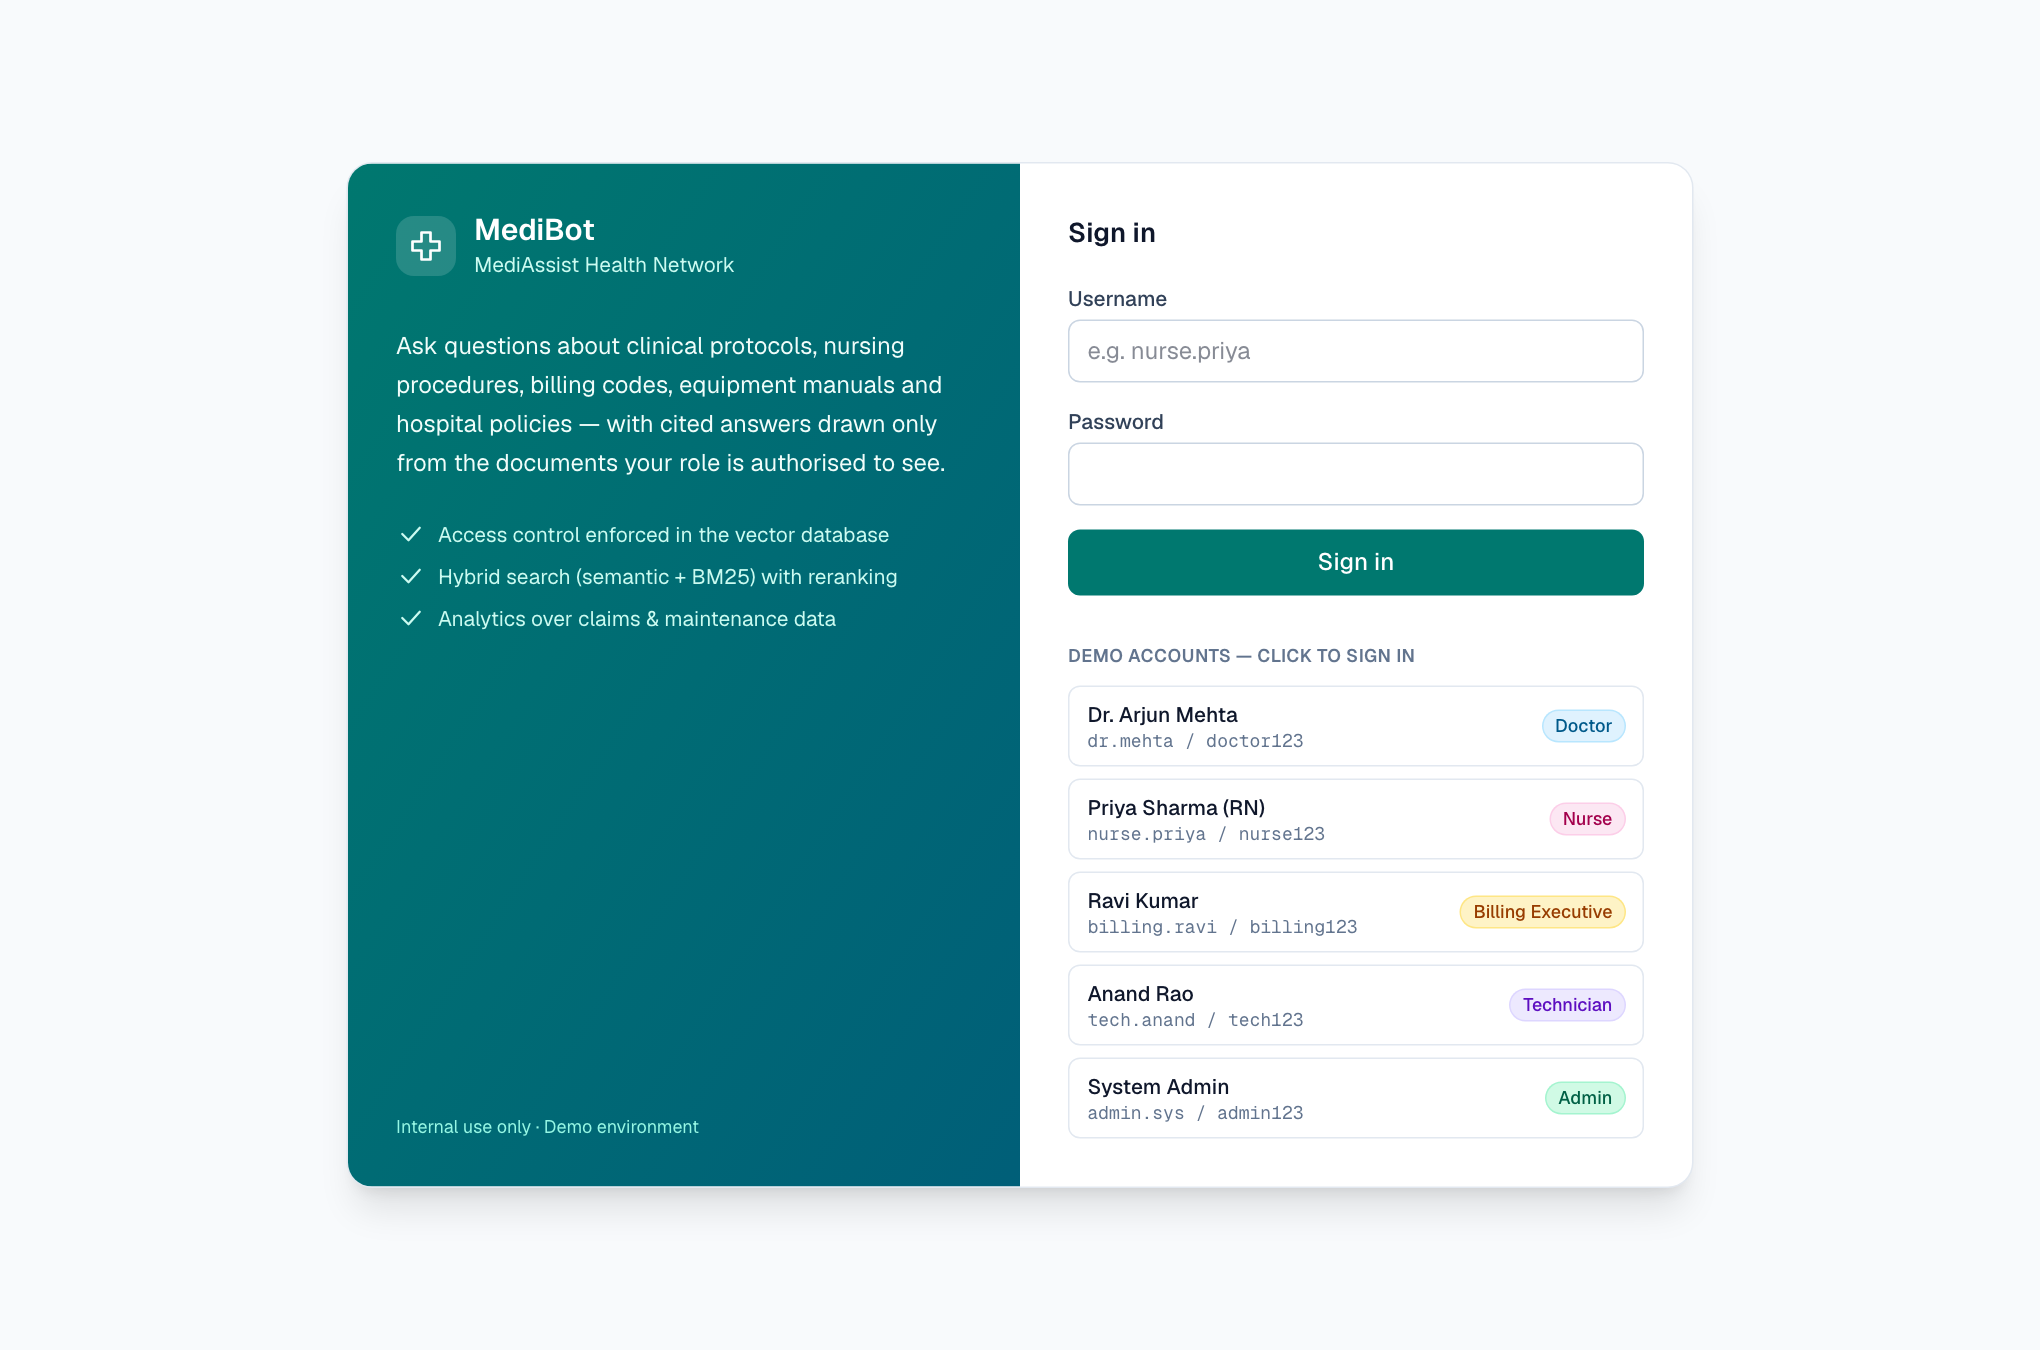 MediBot
MediAssist Health Network
Ask questions about clinical protocols, nursing
procedures, billing codes, equipment manuals and
hospital policies — with cited answers drawn only
from the documents your role is authorised to see.
Access control enforced in the vector database
Hybrid search (semantic + BM25) with reranking
Analytics over claims & maintenance data
Internal use only · Demo environment
Sign in
Username
e.g. nurse.priya
Password
Sign in
DEMO ACCOUNTS — CLICK TO SIGN IN
Dr. Arjun Mehta
dr.mehta / doctor123
Doctor
Priya Sharma (RN)
nurse.priya / nurse123
Nurse
Ravi Kumar
billing.ravi / billing123
Billing Executive
Anand Rao
tech.anand / tech123
Technician
System Admin
admin.sys / admin123
Admin